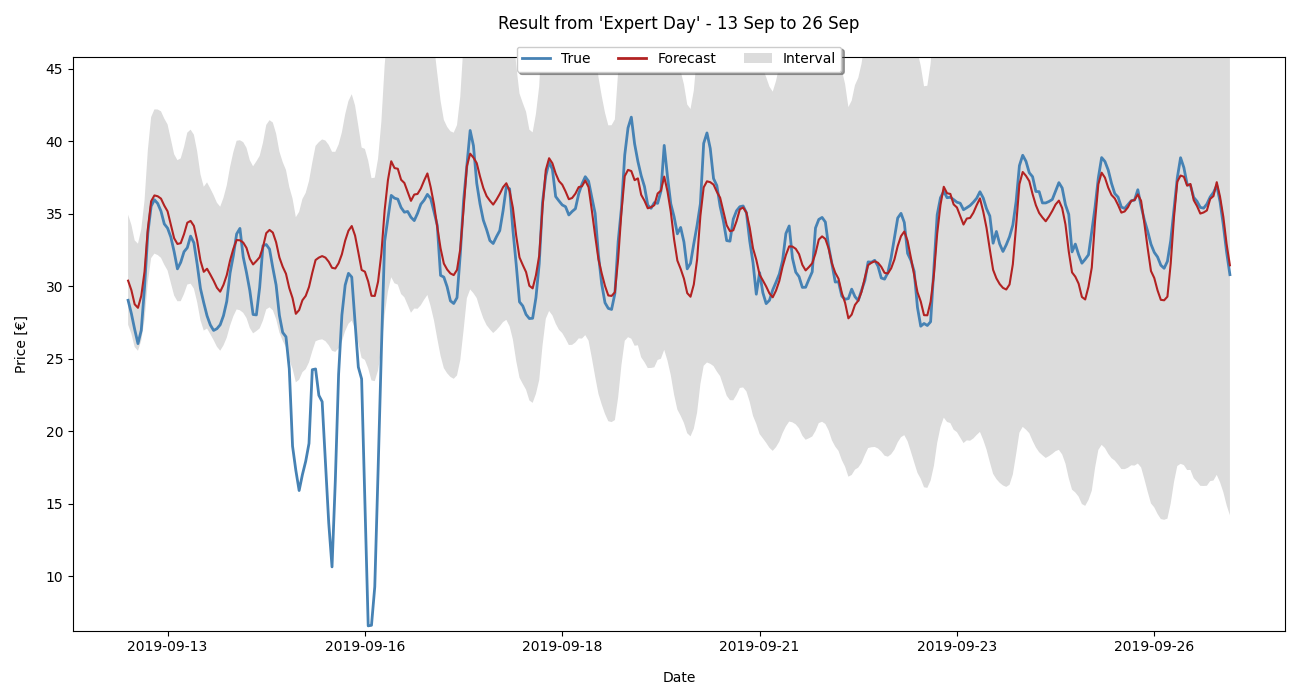 Result from 'Expert Day' - 13 Sep to 26 Sep
True Forecast Interval
45
40
35
30
25
20
15
10
Price [€]
2019-09-13 2019-09-16 2019-09-18 2019-09-21 2019-09-23 2019-09-26
Date